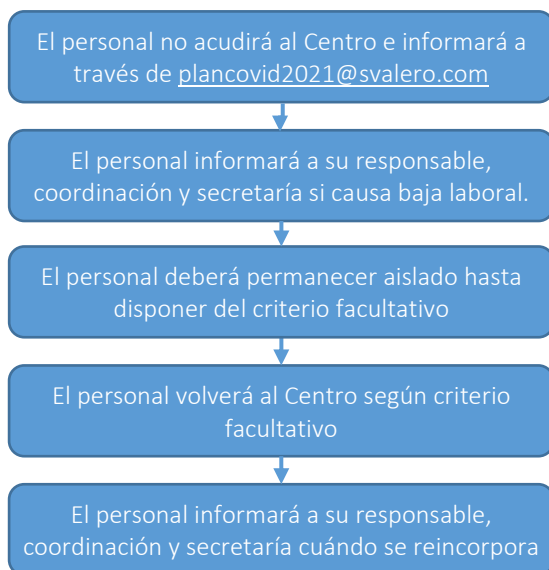 El personal no acudirá al Centro e informará a
través de plancovid2021@svalero.com
El personal informará a su responsable,
coordinación y secretaría si causa baja laboral.
El personal deberá permanecer aislado hasta
disponer del criterio facultativo
El personal volverá al Centro según criterio
facultativo
El personal informará a su responsable,
coordinación y secretaría cuándo se reincorpora